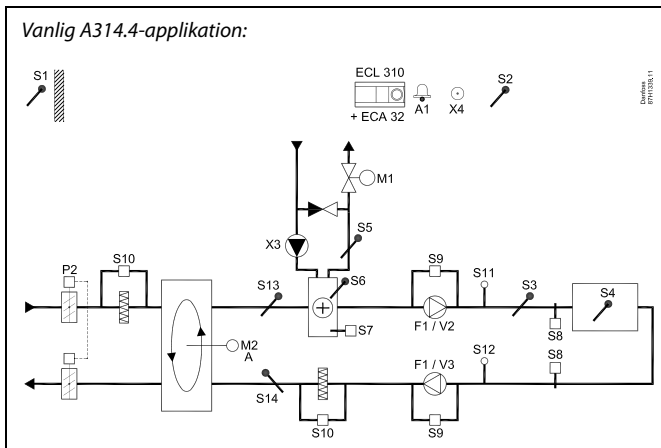 Vanlig A314.4-applikation:
S1
ECL 310
A1
X4
+ ECA 32
S2
Danfoss
87H1339.11
M1
X3
S5
P2
S10
S13
S6
S7
S9
F1 / V2
S11
S3
S4
S8
M2
A
S14
S10
F1 / V3
S9
S12
S8